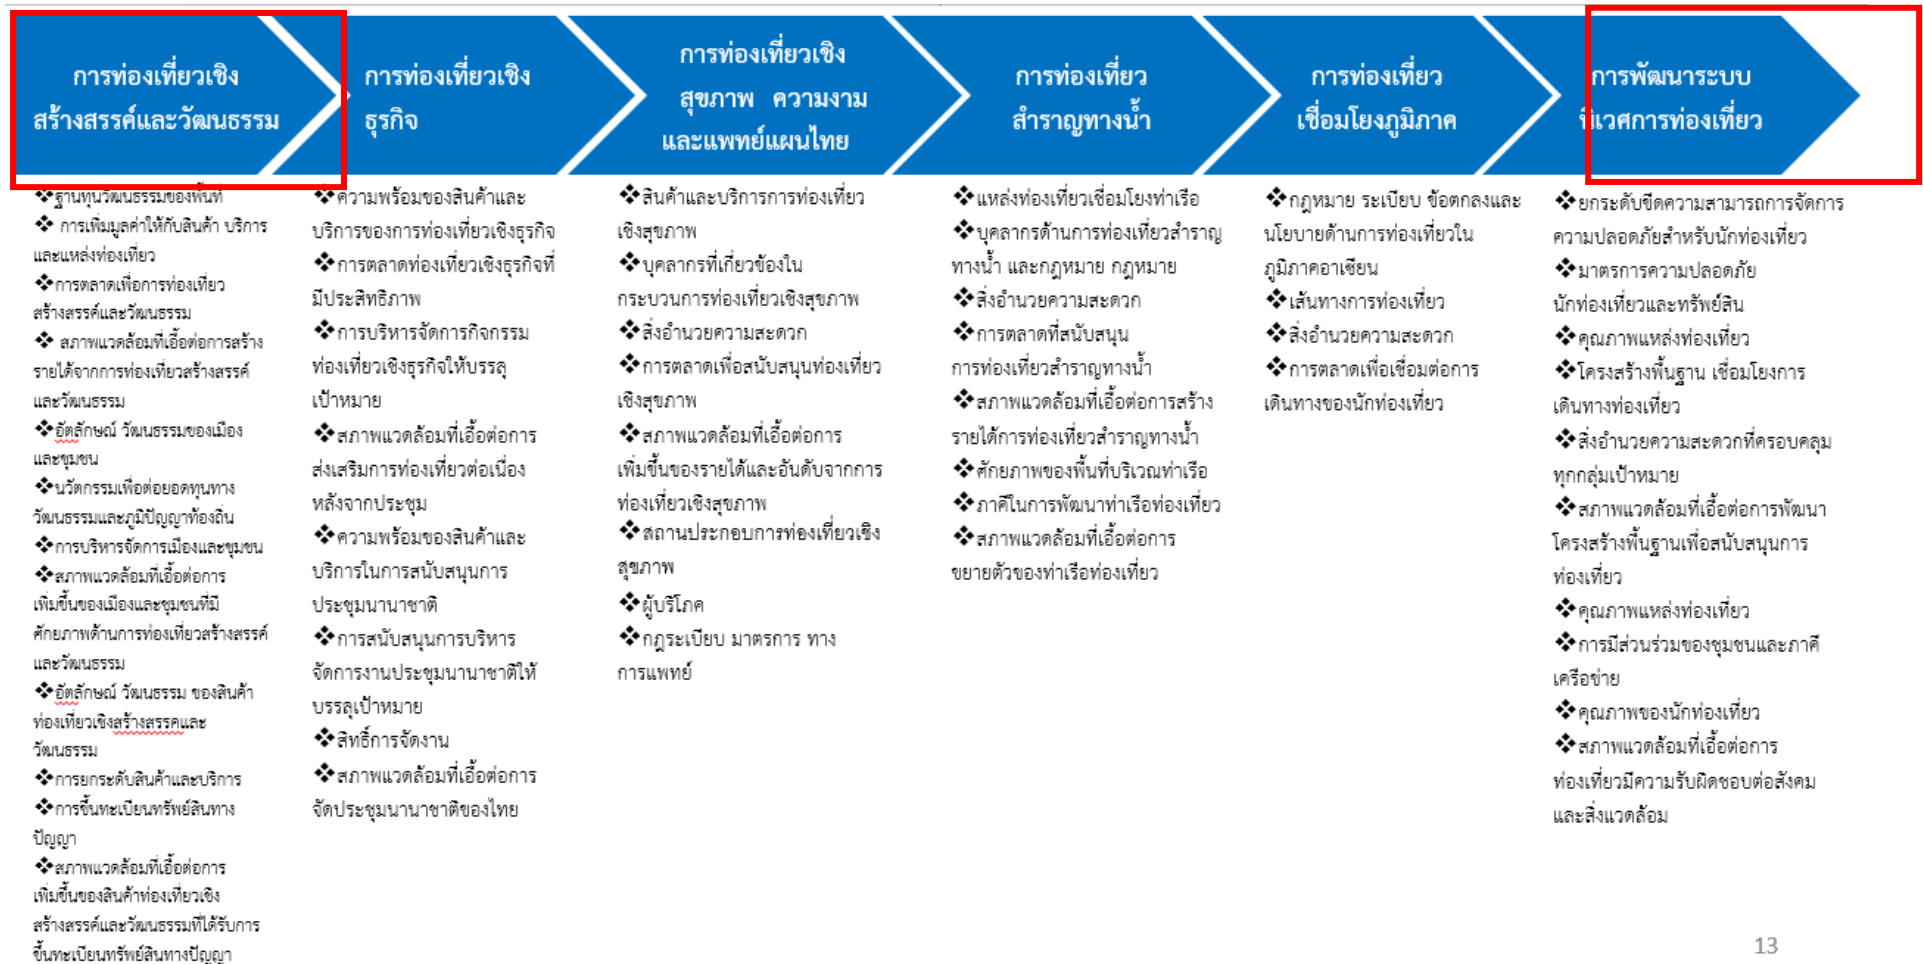 การท่องเที่ยวเชิง
สร้างสรรค์และวัฒนธรรม
การท่องเที่ยวเชิง
ธุรกิจ
การท่องเที่ยวเชิง
สุขภาพ ความงาม
และแพทย์แผนไทย
การท่องเที่ยว
สำราญทางน้ำ
การท่องเที่ยว
เชื่อมโยงภูมิภาค
การพัฒนาระบบ
นิเวศการท่องเที่ยว
❖ฐานทุนวัฒนธรรมของพื้นที่
❖ การเพิ่มมูลค่าให้กับสินค้า บริการ
และแหล่งท่องเที่ยว
❖การตลาดเพื่อการท่องเที่ยว
สร้างสรรค์และวัฒนธรรม
❖ สภาพแวดล้อมที่เอื้อต่อการสร้าง
รายได้จากการท่องเที่ยวสร้างสรรค์
และวัฒนธรรม
❖อัตลักษณ์ วัฒนธรรมของเมือง
และชุมชน
❖นวัตกรรมเพื่อต่อยอดทุนทาง
วัฒนธรรมและภูมิปัญญาท้องถิ่น
❖การบริหารจัดการเมืองและชุมชน
❖สภาพแวดล้อมที่เอื้อต่อการ
เพิ่มขึ้นของเมืองและชุมชนที่มี
ศักยภาพด้านการท่องเที่ยวสร้างสรรค์
และวัฒนธรรม
❖อัตลักษณ์ วัฒนธรรม ของสินค้า
ท่องเที่ยวเชิงสร้างสรรคและ
วัฒนธรรม
❖การยกระดับสินค้าและบริการ
❖การขึ้นทะเบียนทรัพย์สินทาง
ปัญญา
❖สภาพแวดล้อมที่เอื้อต่อการ
เพิ่มขึ้นของสินค้าท่องเที่ยวเชิง
สร้างสรรค์และวัฒนธรรมที่ได้รับการ
ขึ้นทะเบียนทรัพย์สินทางปัญญา
❖ความพร้อมของสินค้าและ
บริการของการท่องเที่ยวเชิงธุรกิจ
❖การตลาดท่องเที่ยวเชิงธุรกิจที่
มีประสิทธิภาพ
❖การบริหารจัดการกิจกรรม
ท่องเที่ยวเชิงธุรกิจให้บรรลุ
เป้าหมาย
❖สภาพแวดล้อมที่เอื้อต่อการ
ส่งเสริมการท่องเที่ยวต่อเนื่อง
หลังจากประชุม
❖ความพร้อมของสินค้าและ
บริการในการสนับสนุนการ
ประชุมนานาชาติ
❖การสนับสนุนการบริหาร
จัดการงานประชุมนานาชาติให้
บรรลุเป้าหมาย
❖สิทธิ์การจัดงาน
❖สภาพแวดล้อมที่เอื้อต่อการ
จัดประชุมนานาชาติของไทย
❖สินค้าและบริการการท่องเที่ยว
เชิงสุขภาพ
❖บุคลากรที่เกี่ยวข้องใน
กระบวนการท่องเที่ยวเชิงสุขภาพ
❖สิ่งอำนวยความสะดวก
❖การตลาดเพื่อสนับสนุนท่องเที่ยว
เชิงสุขภาพ
❖สภาพแวดล้อมที่เอื้อต่อการ
เพิ่มขึ้นของรายได้และอันดับจากการ
ท่องเที่ยวเชิงสุขภาพ
❖สถานประกอบการท่องเที่ยวเชิง
สุขภาพ
❖ผู้บริโภค
❖กฎระเบียบ มาตรการ ทาง
การแพทย์
❖แหล่งท่องเที่ยวเชื่อมโยงท่าเรือ
❖บุคลากรด้านการท่องเที่ยวสำราญ
ทางน้ำ และกฎหมาย กฎหมาย
❖สิ่งอำนวยความสะดวก
❖การตลาดที่สนับสนุน
การท่องเที่ยวสำราญทางน้ำ
❖สภาพแวดล้อมที่เอื้อต่อการสร้าง
รายได้การท่องเที่ยวสำราญทางน้ำ
❖ศักยภาพของพื้นที่บริเวณท่าเรือ
❖ภาคีในการพัฒนาท่าเรือท่องเที่ยว
❖สภาพแวดล้อมที่เอื้อต่อการ
ขยายตัวของท่าเรือท่องเที่ยว
❖กฎหมาย ระเบียบ ข้อตกลงและ
นโยบายด้านการท่องเที่ยวใน
ภูมิภาคอาเซียน
❖เส้นทางการท่องเที่ยว
❖สิ่งอำนวยความสะดวก
❖การตลาดเพื่อเชื่อมต่อการ
เดินทางของนักท่องเที่ยว
❖ยกระดับขีดความสามารถการจัดการ
ความปลอดภัยสำหรับนักท่องเที่ยว
❖มาตรการความปลอดภัย
นักท่องเที่ยวและทรัพย์สิน
❖คุณภาพแหล่งท่องเที่ยว
❖โครงสร้างพื้นฐาน เชื่อมโยงการ
เดินทางท่องเที่ยว
❖สิ่งอำนวยความสะดวกที่ครอบคลุม
ทุกกลุ่มเป้าหมาย
❖สภาพแวดล้อมที่เอื้อต่อการพัฒนา
โครงสร้างพื้นฐานเพื่อสนับสนุนการ
ท่องเที่ยว
❖คุณภาพแหล่งท่องเที่ยว
❖การมีส่วนร่วมของชุมชนและภาคี
เครือข่าย
❖คุณภาพของนักท่องเที่ยว
❖สภาพแวดล้อมที่เอื้อต่อการ
ท่องเที่ยวมีความรับผิดชอบต่อสังคม
และสิ่งแวดล้อม
13